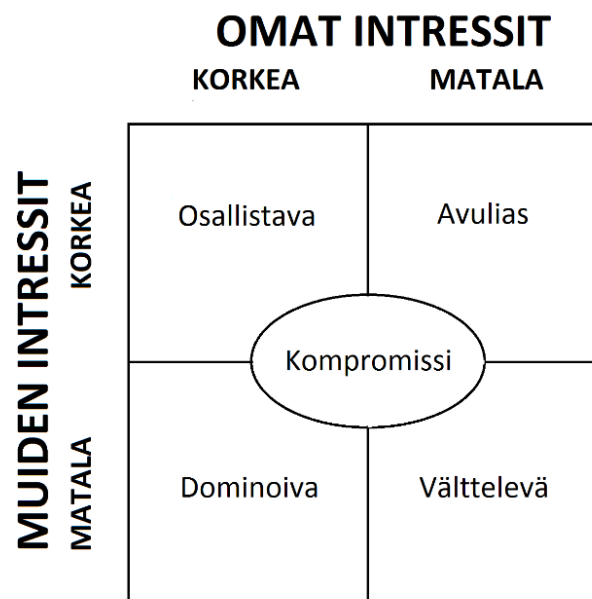 OMAT INTRESSIT
KORKEA MATALA
MUIDEN INTRESSIT
KORKEA
Osallistava Avulias
Kompromissi
MATALA
Dominoiva Välttelevä